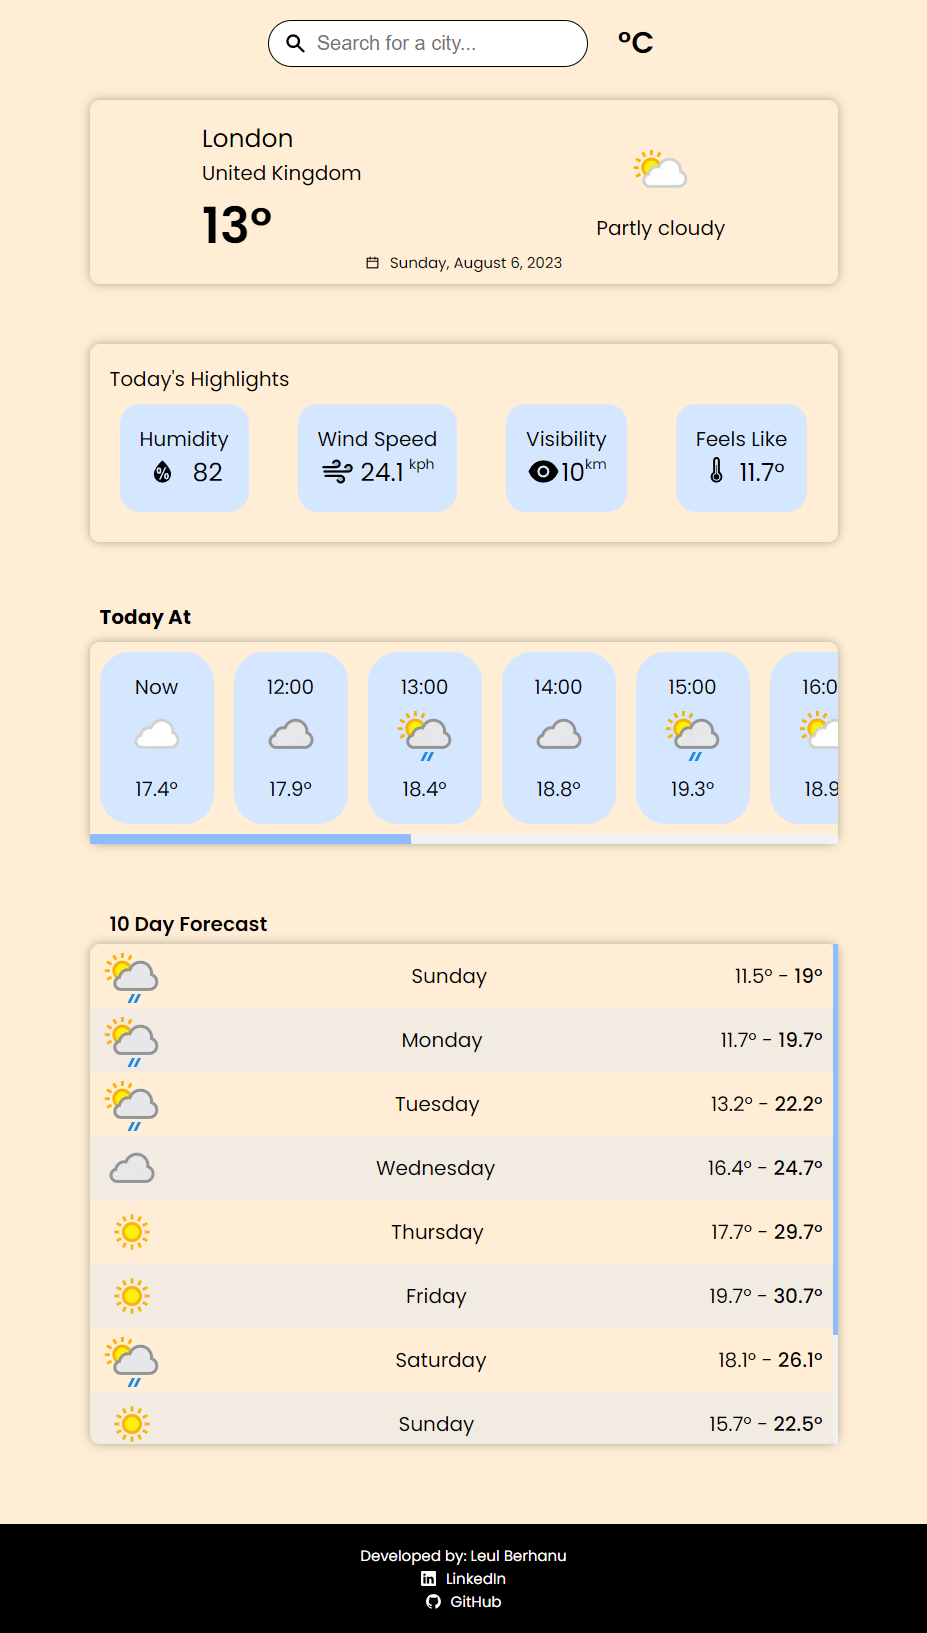 Search for a city...
°C
London
United Kingdom
13°
Partly cloudy
Sunday, August 6, 2023
Today's Highlights
Humidity
% 82
Wind Speed
24.1 kph
Visibility
10 km
Feels Like
11.7°
Today At
Now 12:00 13:00 14:00 15:00 16:0
17.4° 17.9° 18.4° 18.8° 19.3° 18.9
10 Day Forecast
Sunday 11.5° - 19°
Monday 11.7° - 19.7°
Tuesday 13.2° - 22.2°
Wednesday 16.4° - 24.7°
Thursday 17.7° - 29.7°
Friday 19.7° - 30.7°
Saturday 18.1° - 26.1°
Sunday 15.7° - 22.5°
Developed by: Leul Berhanu
in LinkedIn
GitHub